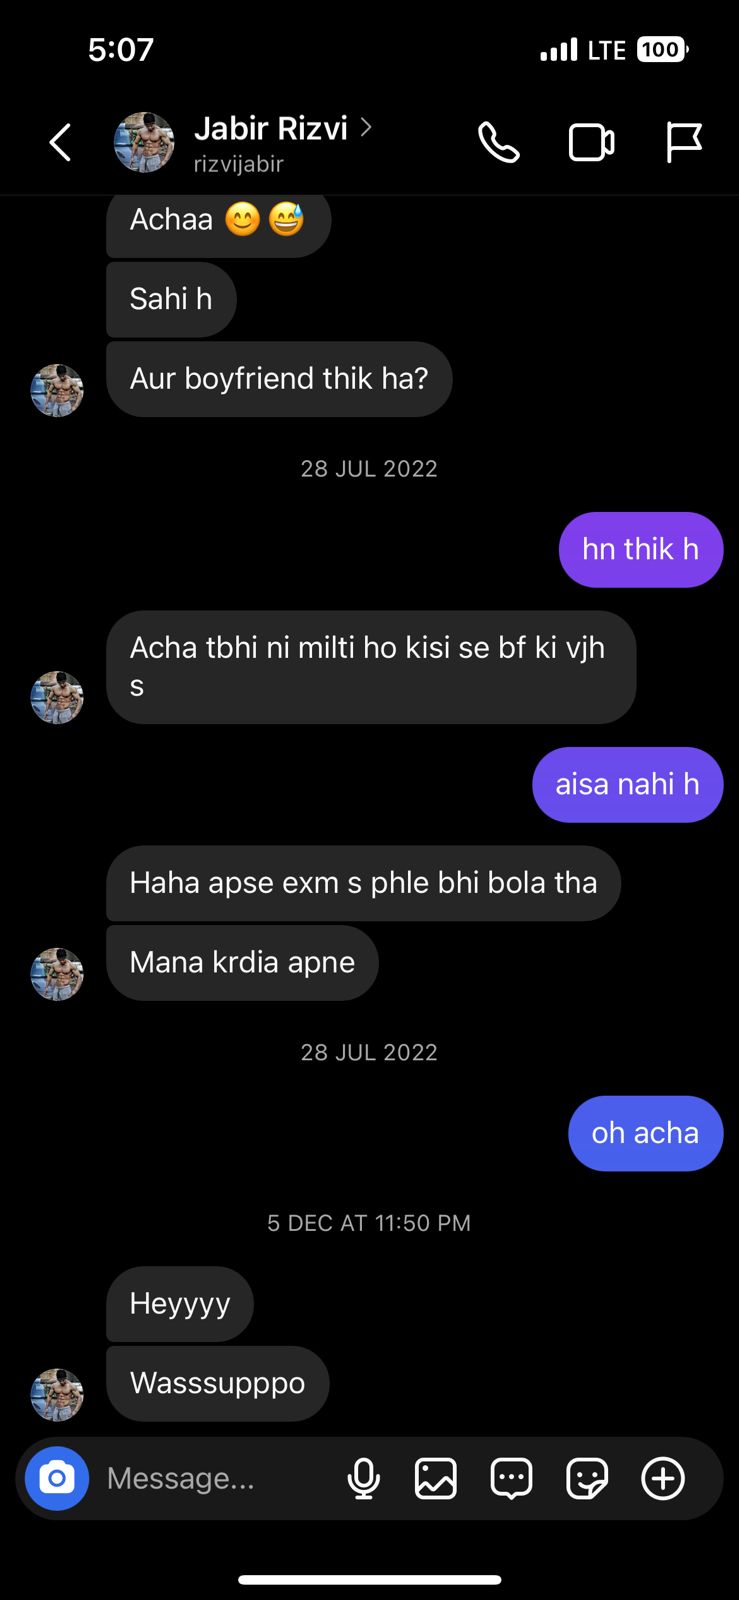 5:07
LTE 100
Jabir Rizvi
rizvijabir
Achaa 😊 😅
Sahi h
Aur boyfriend thik ha?
28 JUL 2022
hn thik h
Acha tbhi ni milti ho kisi se bf ki vjh
s
aisa nahi h
Haha apse exm s phle bhi bola tha
Mana krdia apne
28 JUL 2022
oh acha
5 DEC AT 11:50 PM
Heyyyy
Wasssupppo
Message...